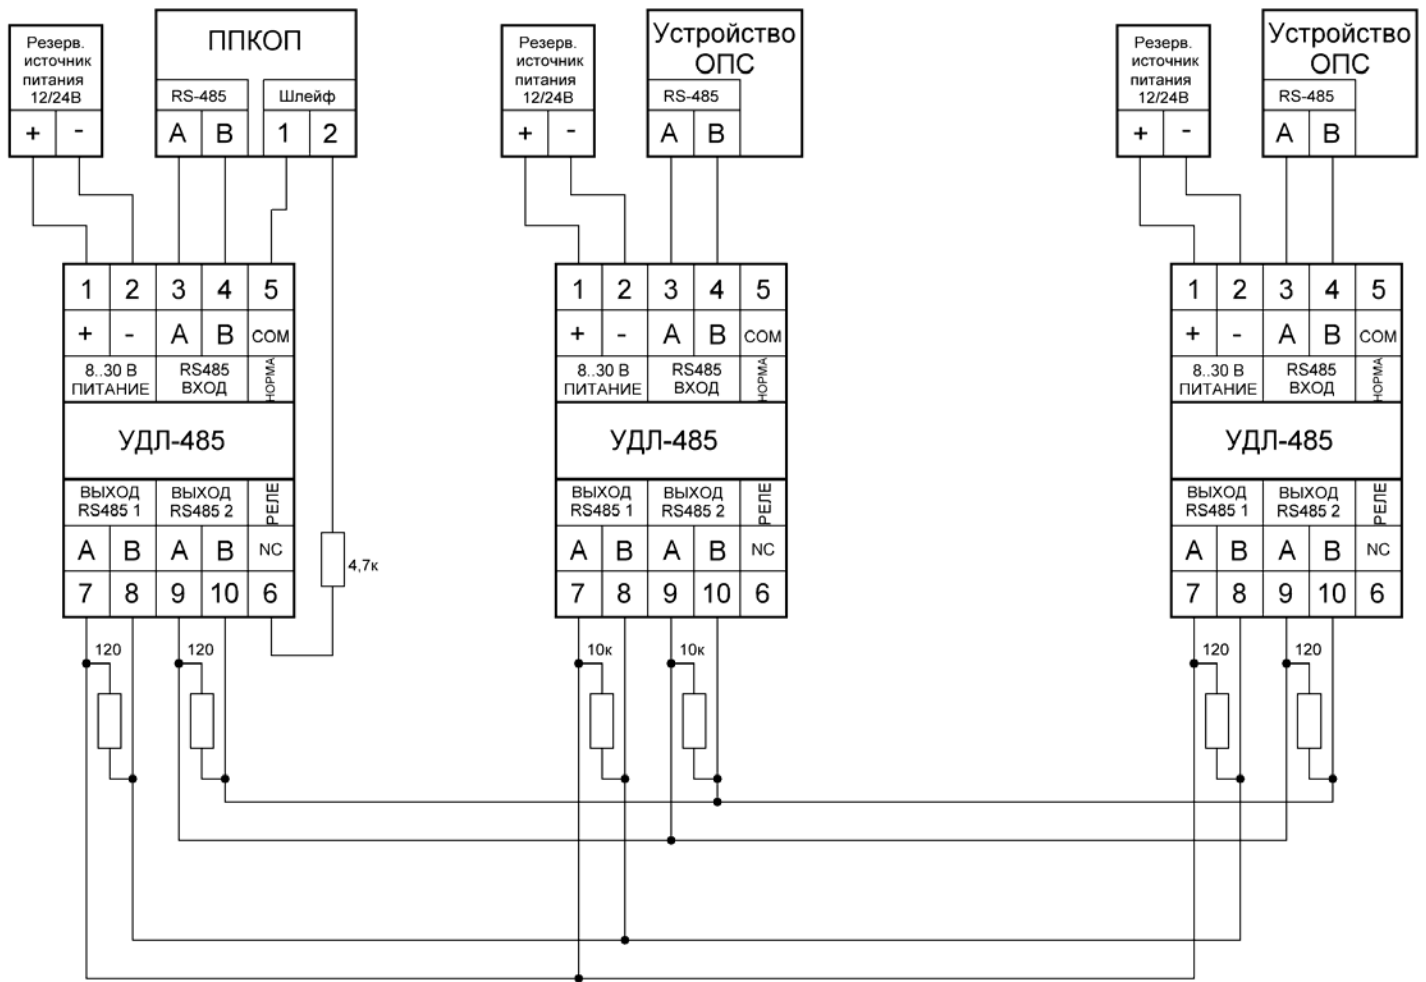 Резерв.
источник
питания
12/24В
+ -
ППКОП
RS-485 Шлейф
A B 1 2
Резерв.
источник
питания
12/24В
+ -
Устройство
ОПС
RS-485
A B
Резерв.
источник
питания
12/24В
+ -
Устройство
ОПС
RS-485
A B
1 2 3 4 5
+ - A B COM
8..30 В
ПИТАНИЕ
RS485
ВХОД
НОРМА
УДЛ-485
ВЫХОД
RS485 1
ВЫХОД
RS485 2
РЕЛЕ
A B A B NC
7 8 9 10 6
4,7к
120 120
1 2 3 4 5
+ - A B COM
8..30 В
ПИТАНИЕ
RS485
ВХОД
НОРМА
УДЛ-485
ВЫХОД
RS485 1
ВЫХОД
RS485 2
РЕЛЕ
A B A B NC
7 8 9 10 6
10к 10к
1 2 3 4 5
+ - A B COM
8..30 В
ПИТАНИЕ
RS485
ВХОД
НОРМА
УДЛ-485
ВЫХОД
RS485 1
ВЫХОД
RS485 2
РЕЛЕ
A B A B NC
7 8 9 10 6
120 120